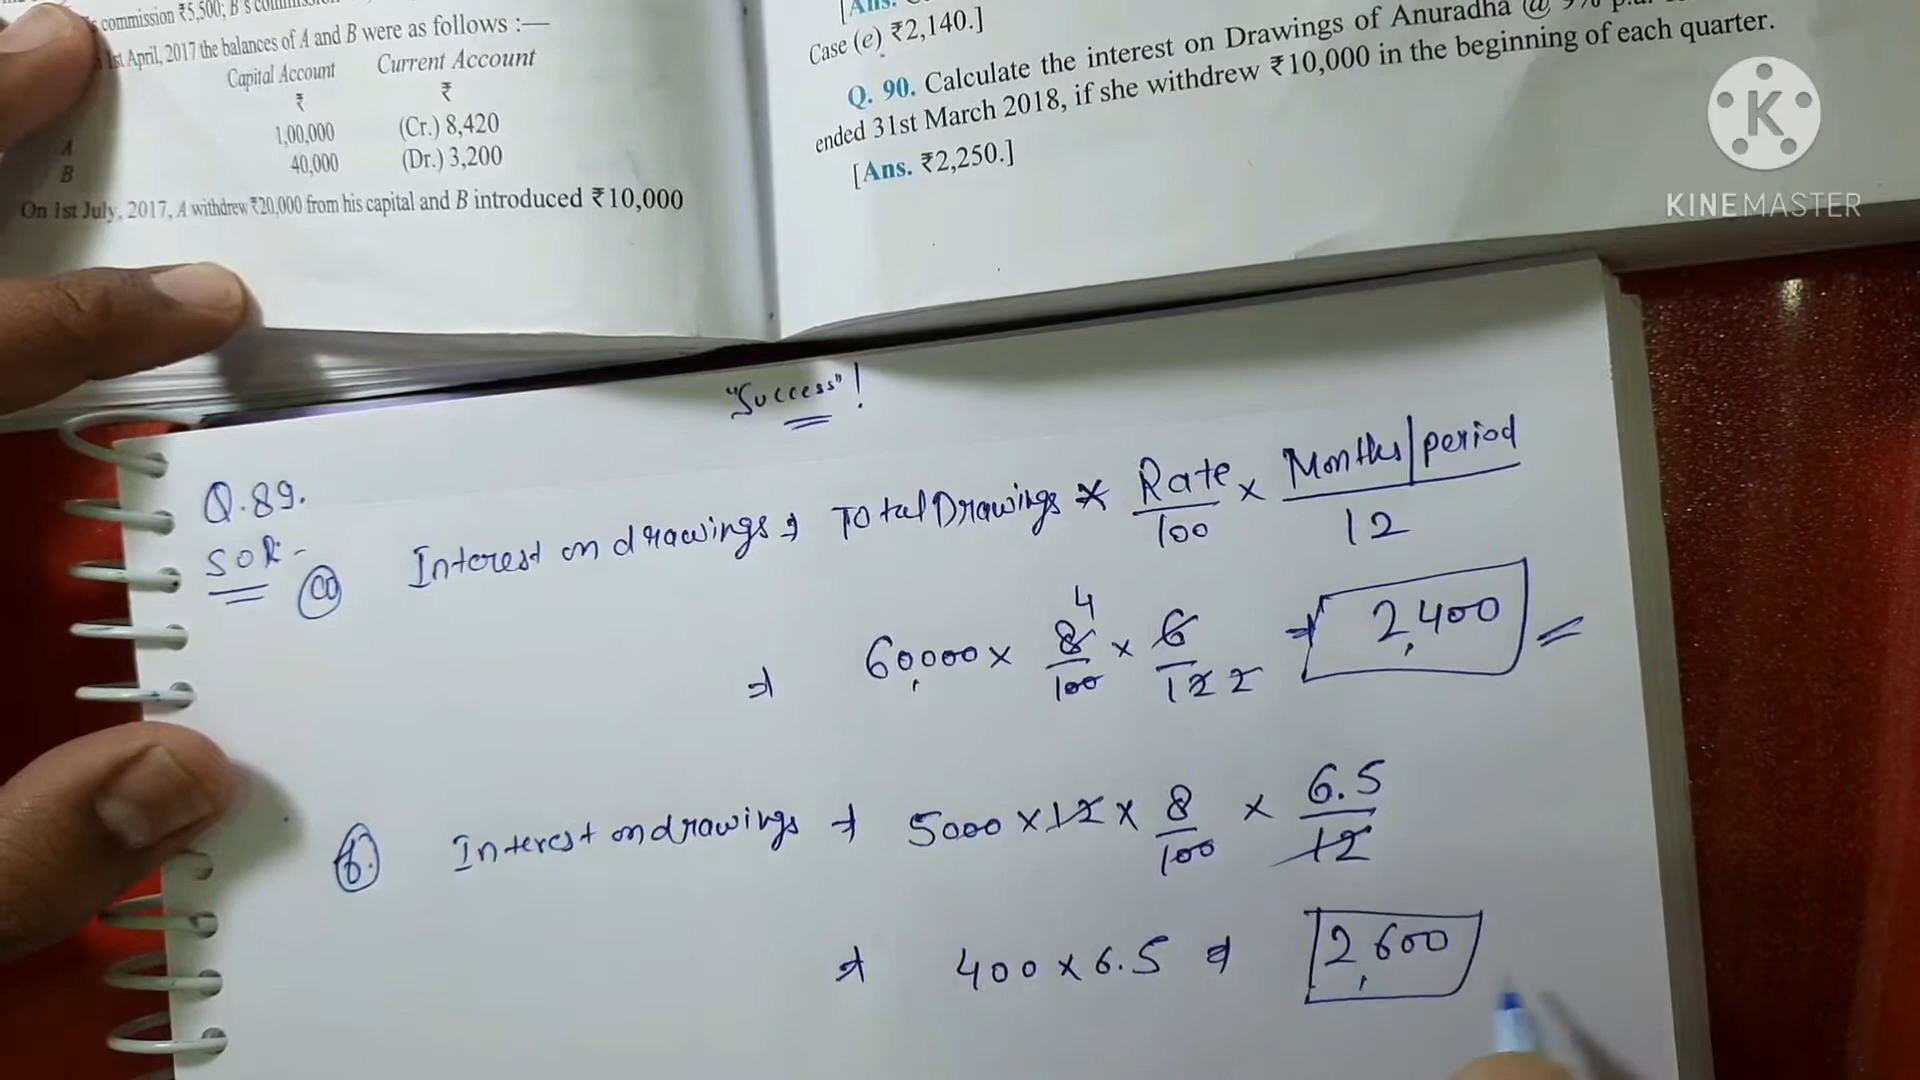 commission ₹5,500; B's
1st April, 2017 the balances of A and B were as follows :—
Capital Account Current Account
₹ ₹
A 1,00,000 (Cr.) 8,420
B 40,000 (Dr.) 3,200
On 1st July, 2017, A withdrew ₹20,000 from his capital and B introduced ₹10,000
[Ans.
Case (e) ₹2,140.]
Q. 90. Calculate the interest on Drawings of Anuradha @ 9% p.a.
ended 31st March 2018, if she withdrew ₹10,000 in the beginning of each quarter.
[Ans. ₹2,250.]
K
KINEMASTER
"Success"!
Q.89.
Sol:-
(a) Interest on drawings → Total Drawings × Rate/100 × Months/period/12
⇒ 60,000 × 8/100 × 6/12 → 2,400
4
2
(b.) Interest on drawings → 5000 × 12 × 8/100 × 6.5/12
→ 400 × 6.5 → 2,600